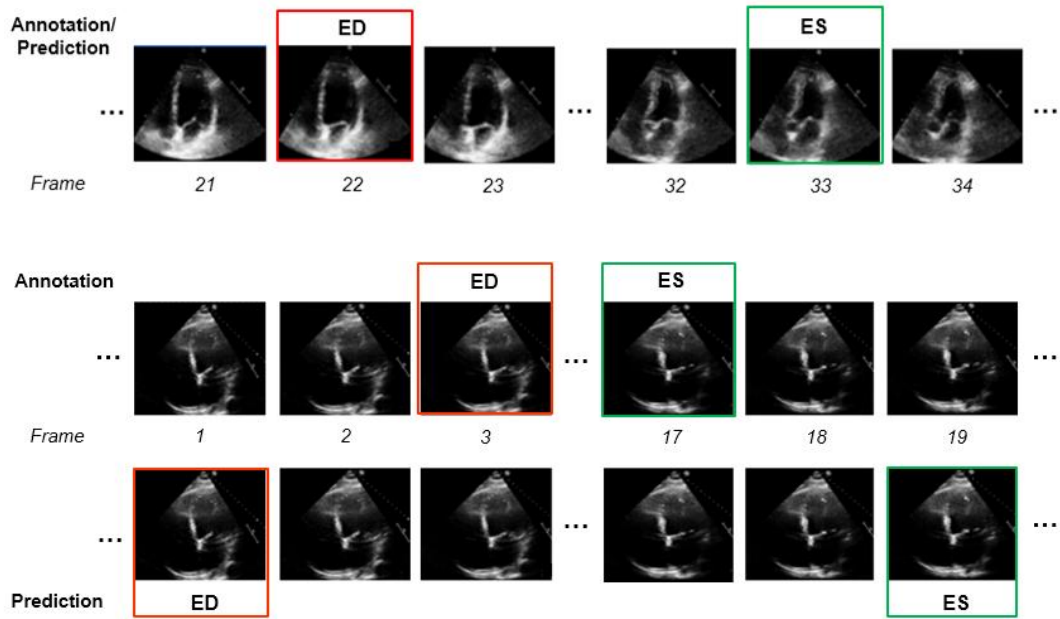 Annotation/
Prediction
ED
ES
... ... ...
Frame 21 22 23 32 33 34
Annotation
ED
ES
... ... ...
Frame 1 2 3 17 18 19
... ... ...
Prediction
ED
ES